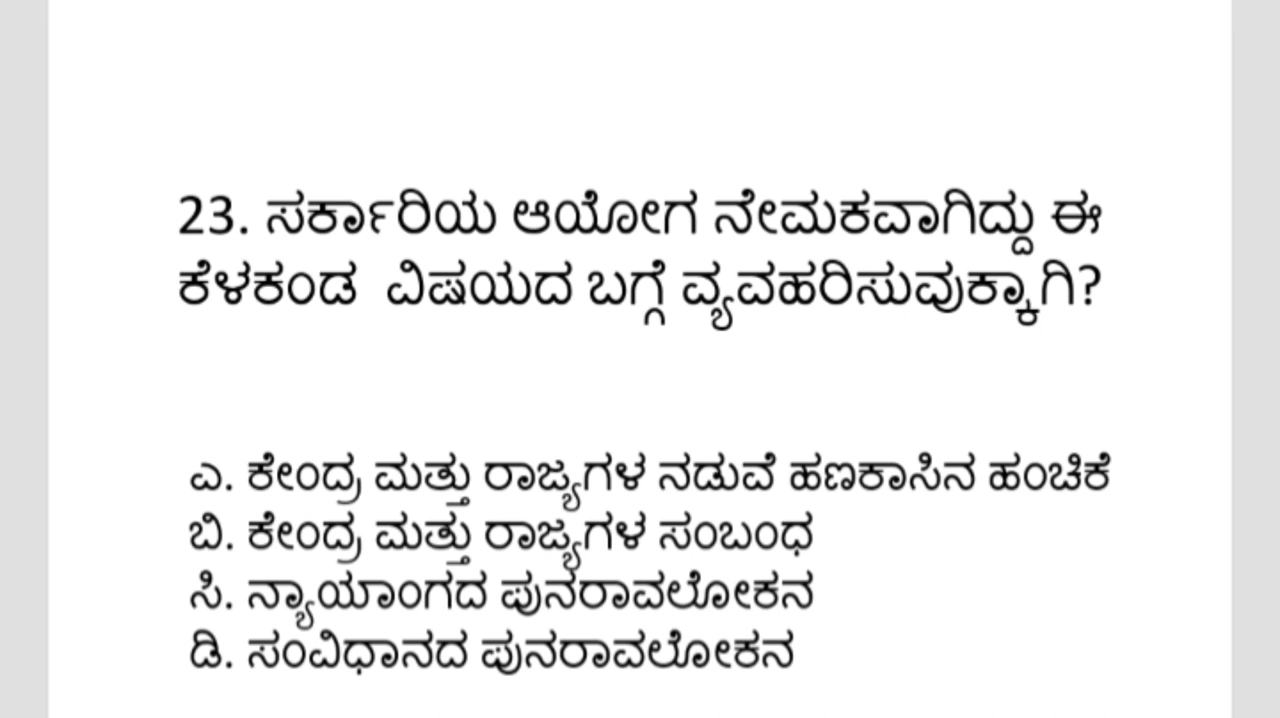 23. ಸರ್ಕಾರಿಯ ಆಯೋಗ ನೇಮಕವಾಗಿದ್ದು ಈ
ಕೆಳಕಂಡ ವಿಷಯದ ಬಗ್ಗೆ ವ್ಯವಹರಿಸುವುಕ್ಕಾಗಿ?
ಎ. ಕೇಂದ್ರ ಮತ್ತು ರಾಜ್ಯಗಳ ನಡುವೆ ಹಣಕಾಸಿನ ಹಂಚಿಕೆ
ಬಿ. ಕೇಂದ್ರ ಮತ್ತು ರಾಜ್ಯಗಳ ಸಂಬಂಧ
ಸಿ. ನ್ಯಾಯಾಂಗದ ಪುನರಾವಲೋಕನ
ಡಿ. ಸಂವಿಧಾನದ ಪುನರಾವಲೋಕನ